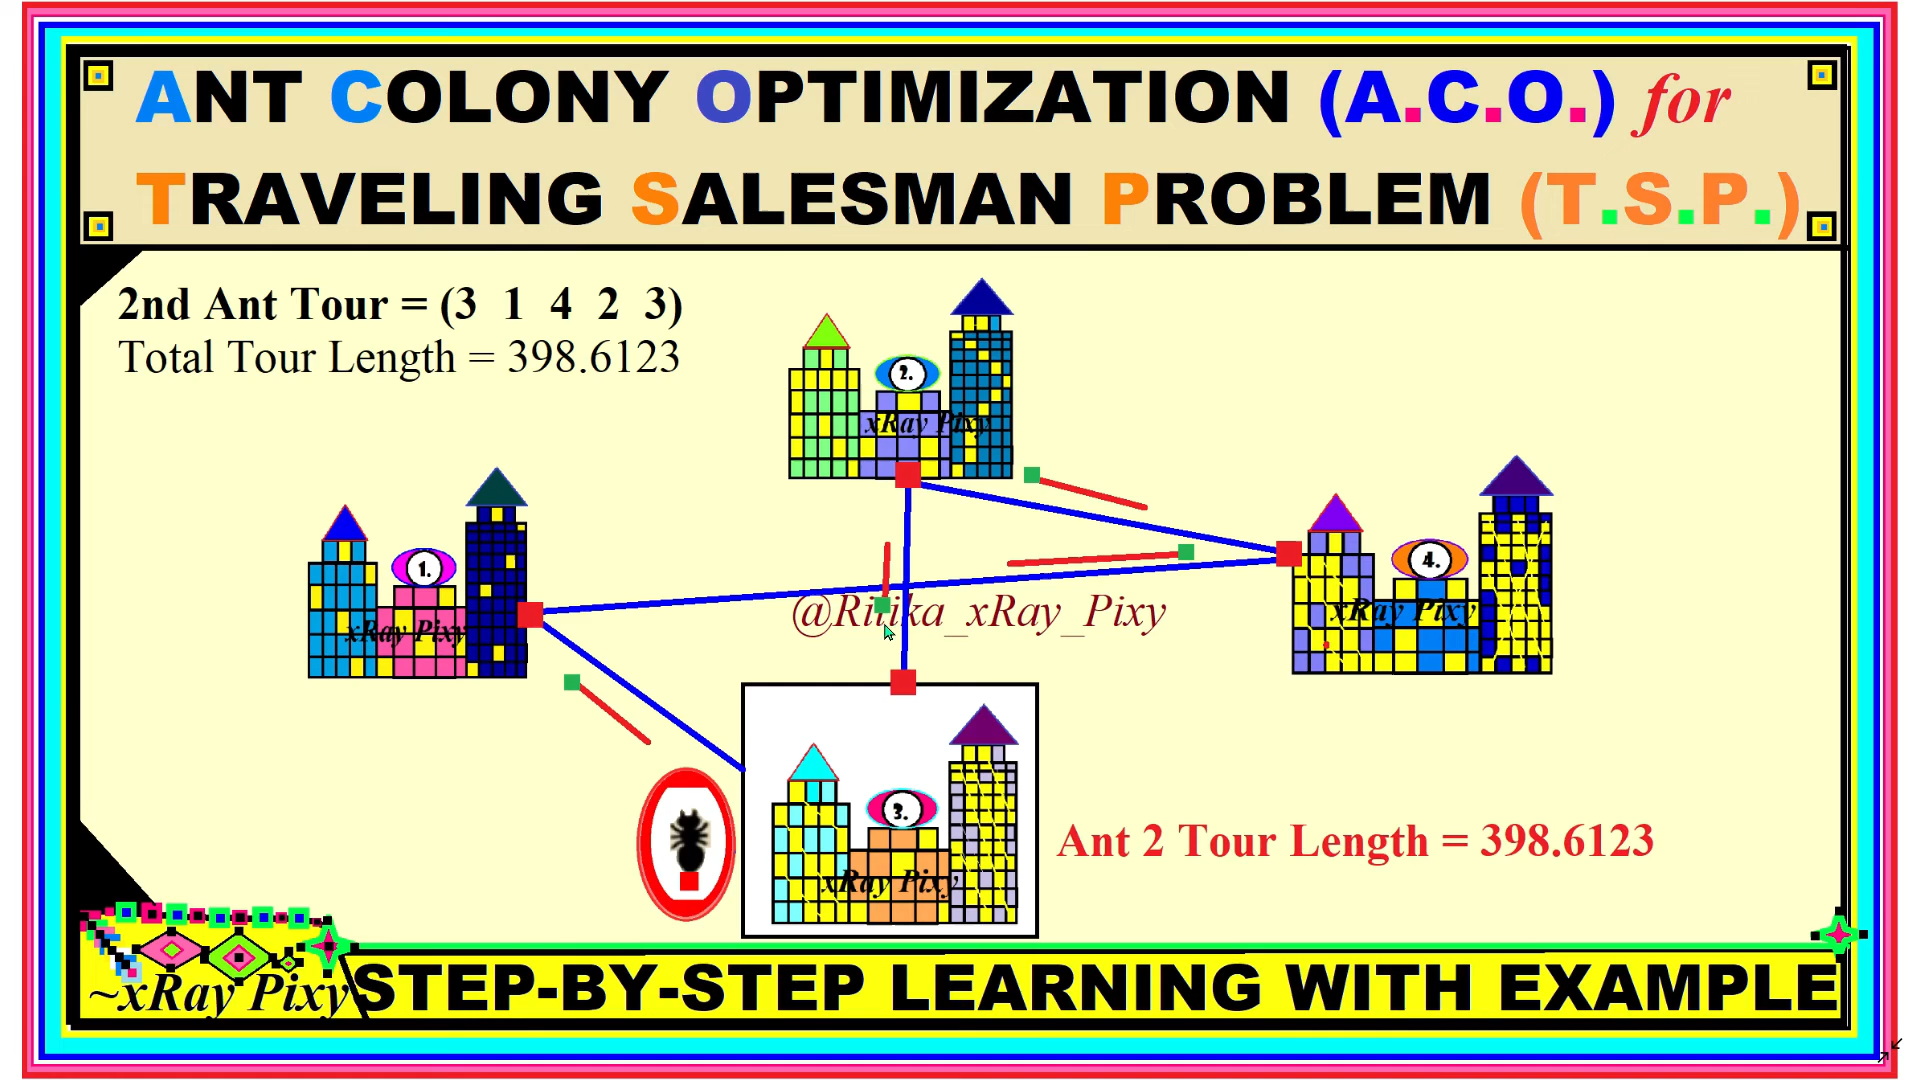 ANT COLONY OPTIMIZATION (A.C.O.) for
TRAVELING SALESMAN PROBLEM (T.S.P.)
2nd Ant Tour = (3 1 4 2 3)
Total Tour Length = 398.6123
2.
xRay Pixy
1.
xRay Pixy
4.
xRay Pixy
@Ritika_xRay_Pixy
3.
xRay Pixy
Ant 2 Tour Length = 398.6123
~xRay Pixy
STEP-BY-STEP LEARNING WITH EXAMPLE